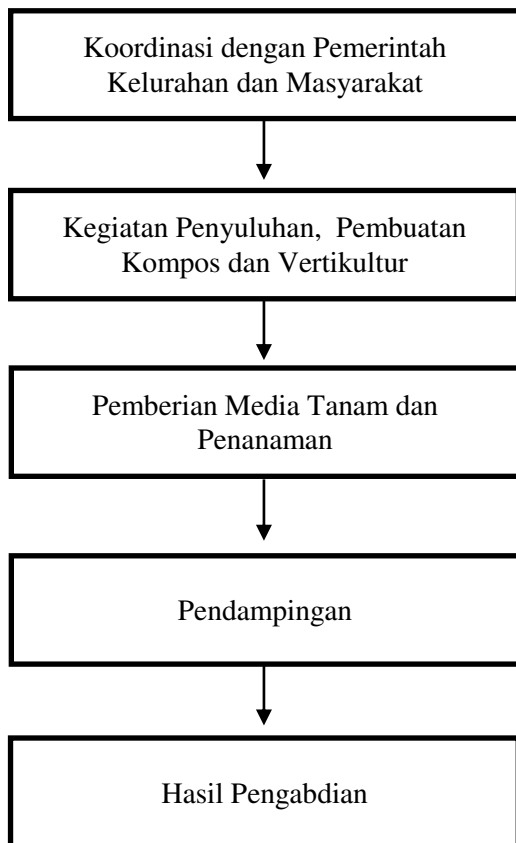 Koordinasi dengan Pemerintah
Kelurahan dan Masyarakat
Kegiatan Penyuluhan, Pembuatan
Kompos dan Vertikultur
Pemberian Media Tanam dan
Penanaman
Pendampingan
Hasil Pengabdian